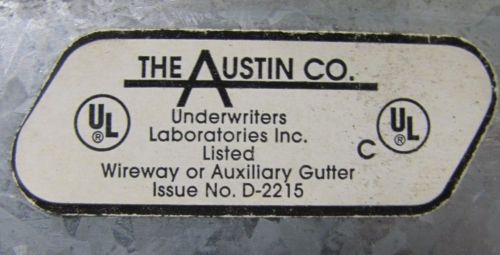 THE AUSTIN CO.
UL
®
Underwriters
Laboratories Inc.
Listed
Wireway or Auxiliary Gutter
Issue No. D-2215
C UL
®